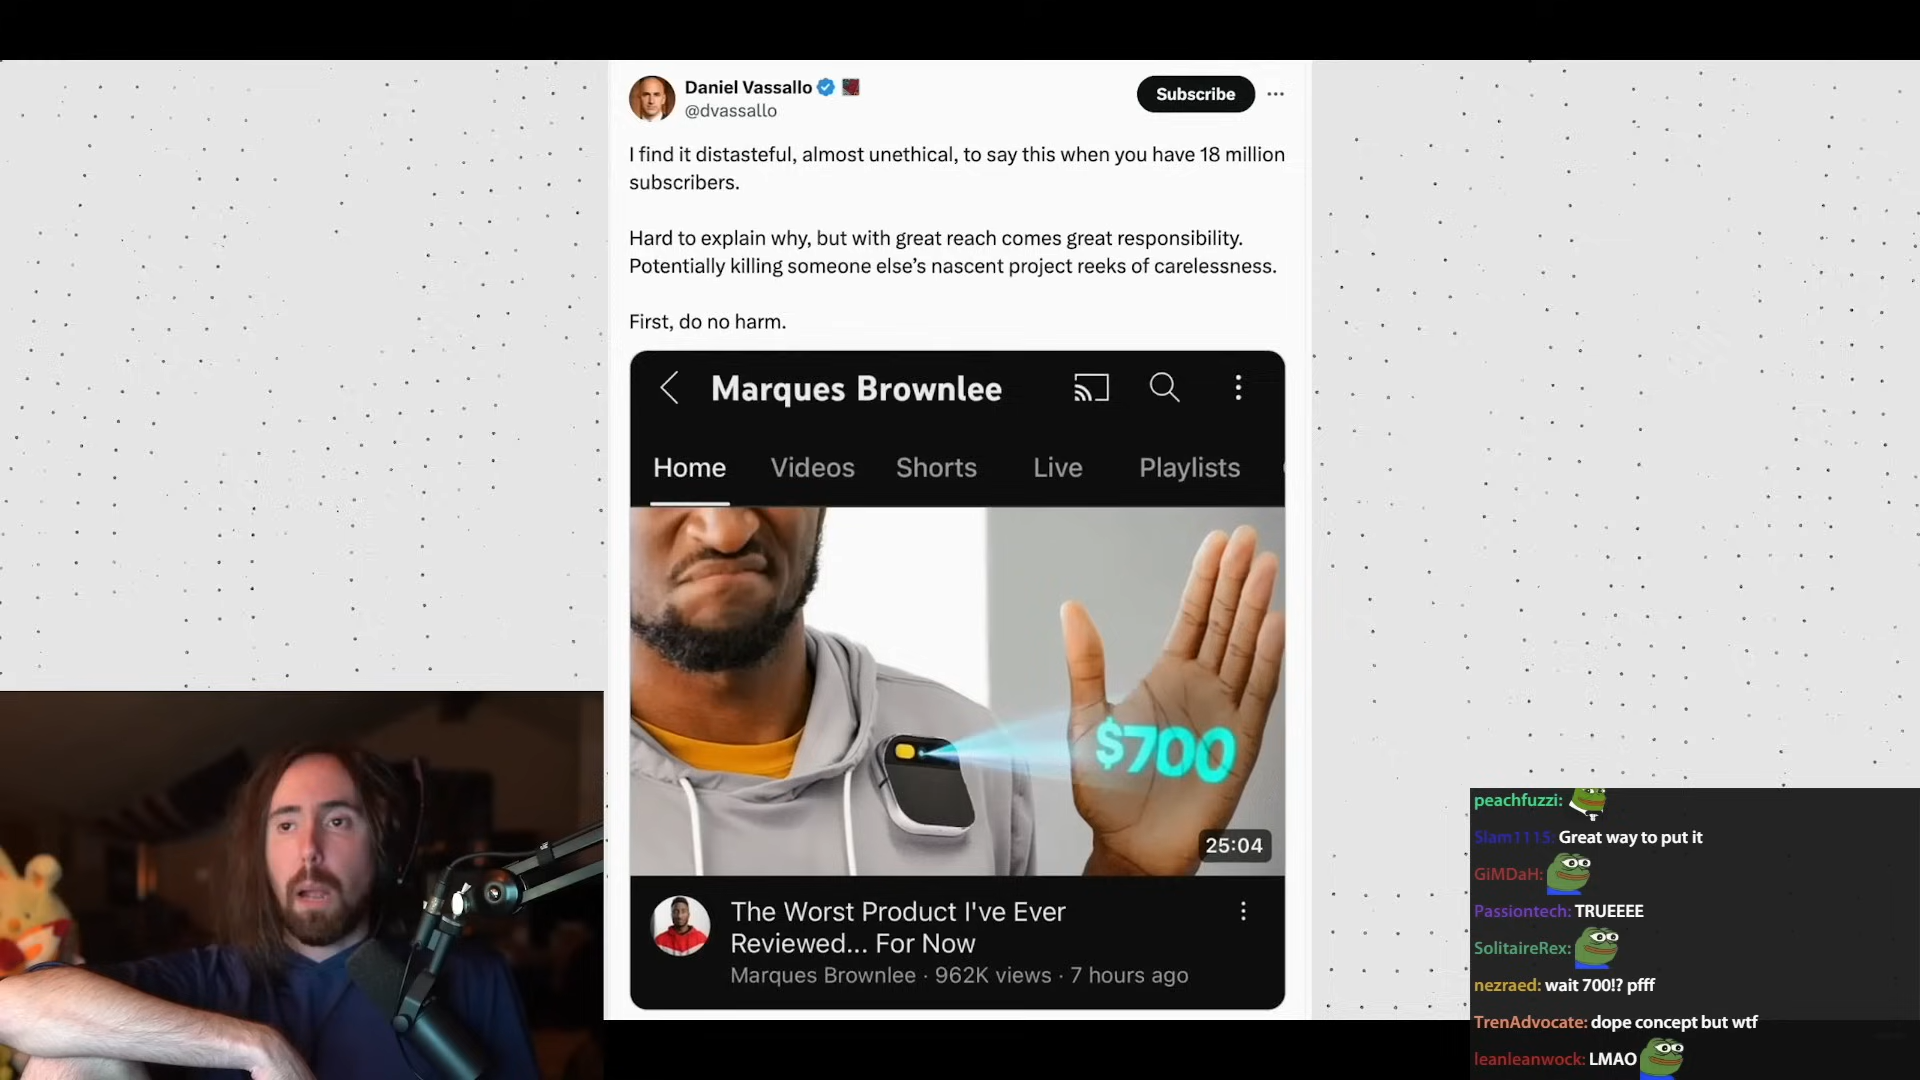 Daniel Vassallo
@dvassallo
Subscribe
I find it distasteful, almost unethical, to say this when you have 18 million
subscribers.
Hard to explain why, but with great reach comes great responsibility.
Potentially killing someone else’s nascent project reeks of carelessness.
First, do no harm.
Marques Brownlee
Home Videos Shorts Live Playlists
$700
25:04
The Worst Product I've Ever
Reviewed... For Now
Marques Brownlee · 962K views · 7 hours ago
peachfuzzi:
Slam1115: Great way to put it
GiMDaH:
Passiontech: TRUEEEE
SolitaireRex:
nezraed: wait 700!? pfff
TrenAdvocate: dope concept but wtf
leanleanwock: LMAO